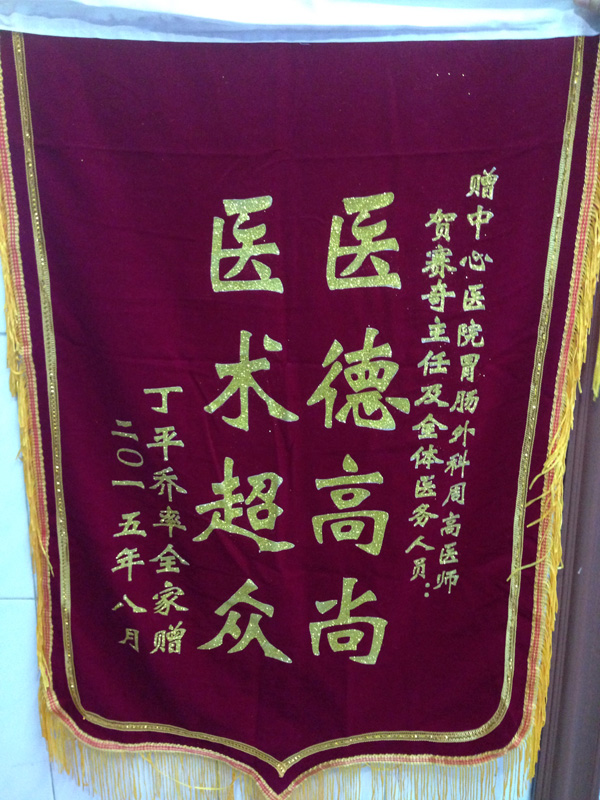 赠中心医院胃肠外科周高医师
贺赛奇主任及全体医务人员：
医德高尚
医术超众
丁平乔率全家赠
二〇一五年八月